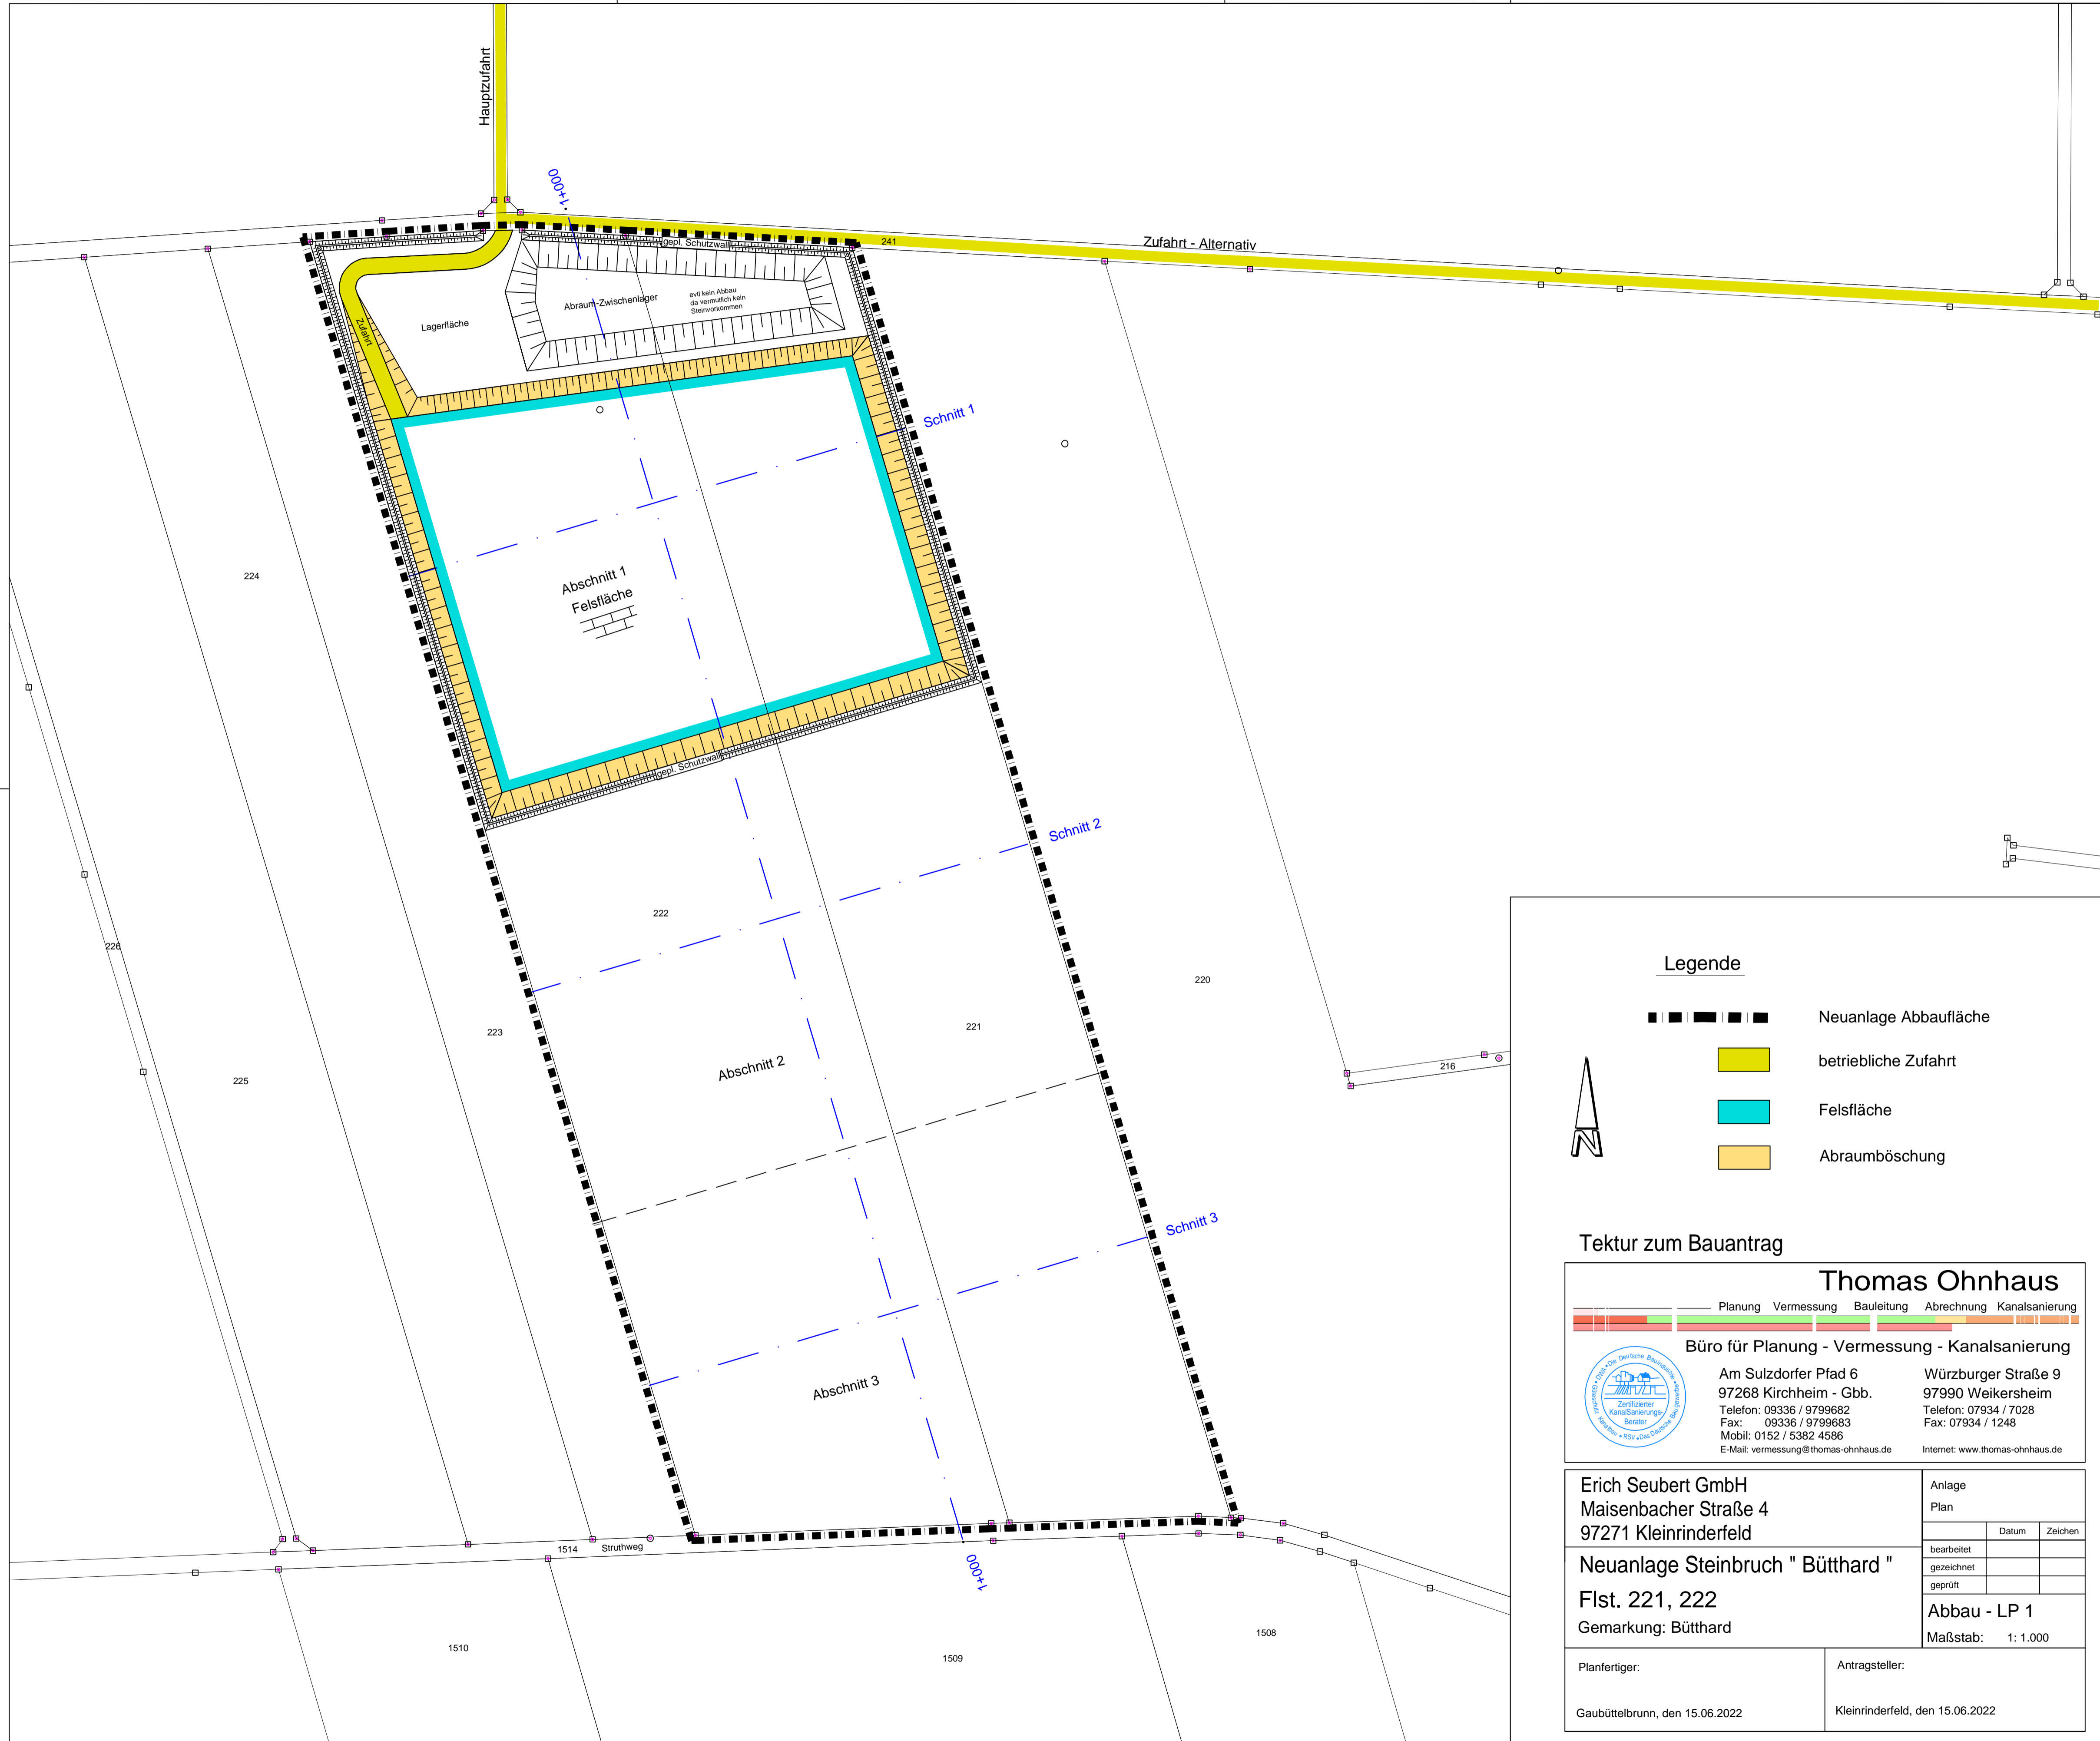 Hauptzufahrt
1+000
gepl. Schutzwall
241
Zufahrt - Alternativ
Abraum-Zwischenlager
evtl kein Abbau
da vermutlich kein
Steinvorkommen
Lagerfläche
Zufahrt
Schnitt 1
224
Abschnitt 1
Felsfläche
gepl. Schutzwall
Schnitt 2
222
226
223
220
221
Abschnitt 2
225
216
Schnitt 3
Abschnitt 3
1514
Struthweg
1+000
1510
1509
1508
Legende
Neuanlage Abbaufläche
betriebliche Zufahrt
Felsfläche
Abraumböschung
N
Tektur zum Bauantrag
Thomas Ohnhaus
Planung Vermessung Bauleitung Abrechnung Kanalsanierung
Büro für Planung - Vermessung - Kanalsanierung
Zertifizierter
KanalSanierungs-
Berater
Am Sulzdorfer Pfad 6
97268 Kirchheim - Gbb.
Telefon: 09336 / 9799682
Fax: 09336 / 9799683
Mobil: 0152 / 5382 4586
E-Mail: vermessung@thomas-ohnhaus.de
Würzburger Straße 9
97990 Weikersheim
Telefon: 07934 / 7028
Fax: 07934 / 1248
Internet: www.thomas-ohnhaus.de
Erich Seubert GmbH
Maisenbacher Straße 4
97271 Kleinrinderfeld
Anlage
Plan
Datum Zeichen
bearbeitet
gezeichnet
geprüft
Neuanlage Steinbruch " Bütthard "
Flst. 221, 222
Gemarkung: Bütthard
Abbau - LP 1
Maßstab: 1: 1.000
Planfertiger:
Gaubüttelbrunn, den 15.06.2022
Antragsteller:
Kleinrinderfeld, den 15.06.2022